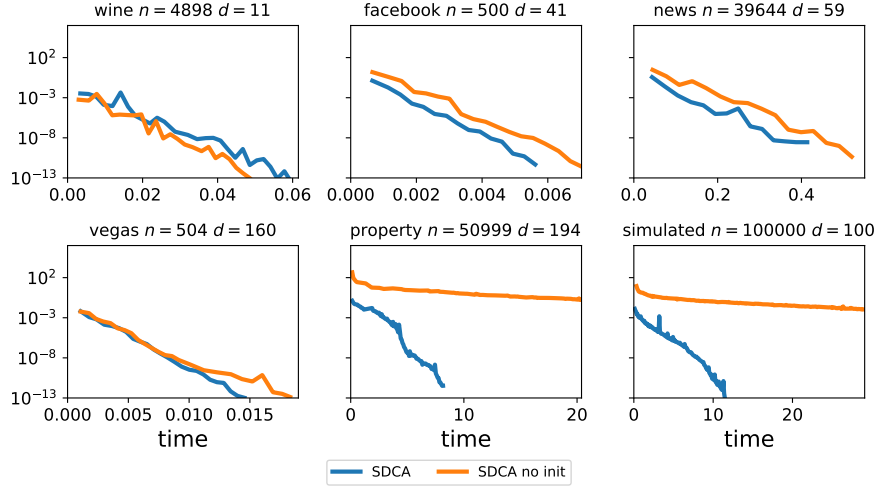 wine n = 4898 d = 11
facebook n = 500 d = 41
news n = 39644 d = 59
10^2
10^−3
10^−8
10^−13
0.00 0.02 0.04 0.06
0.000 0.002 0.004 0.006
0.0 0.2 0.4
vegas n = 504 d = 160
property n = 50999 d = 194
simulated n = 100000 d = 100
10^2
10^−3
10^−8
10^−13
0.000 0.005 0.010 0.015
0 10 20
0 10 20
time
time
time
SDCA
SDCA no init